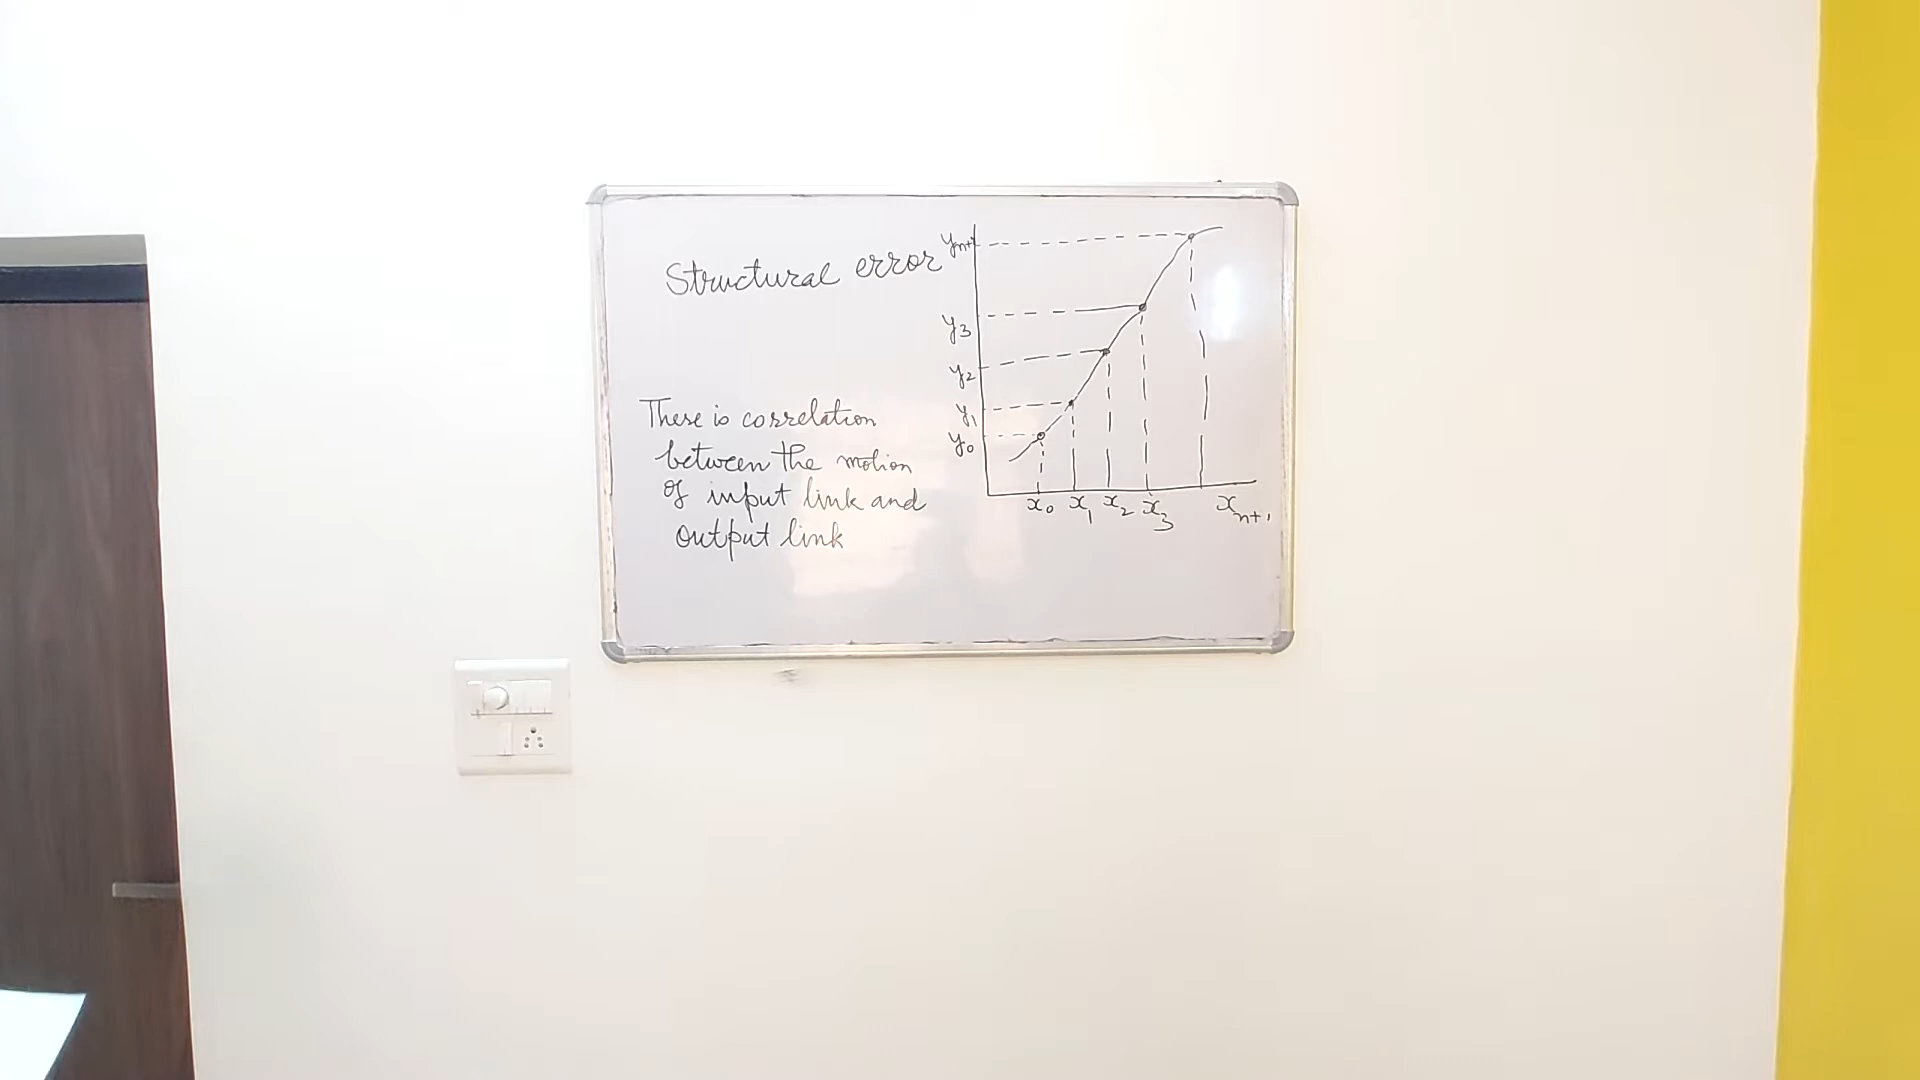 Structural error
There is correlation
between the motion
of input link and
output link
yn+1
y3
y2
y1
y0
x0 x1 x2 x3 xn+1